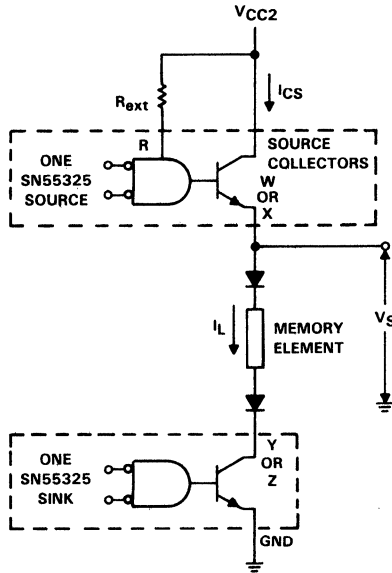 VCC2
ICS
Rext
SOURCE
COLLECTORS
R
ONE
SN55325
SOURCE
W
OR
X
VS
IL
MEMORY
ELEMENT
ONE
SN55325
SINK
Y
OR
Z
GND